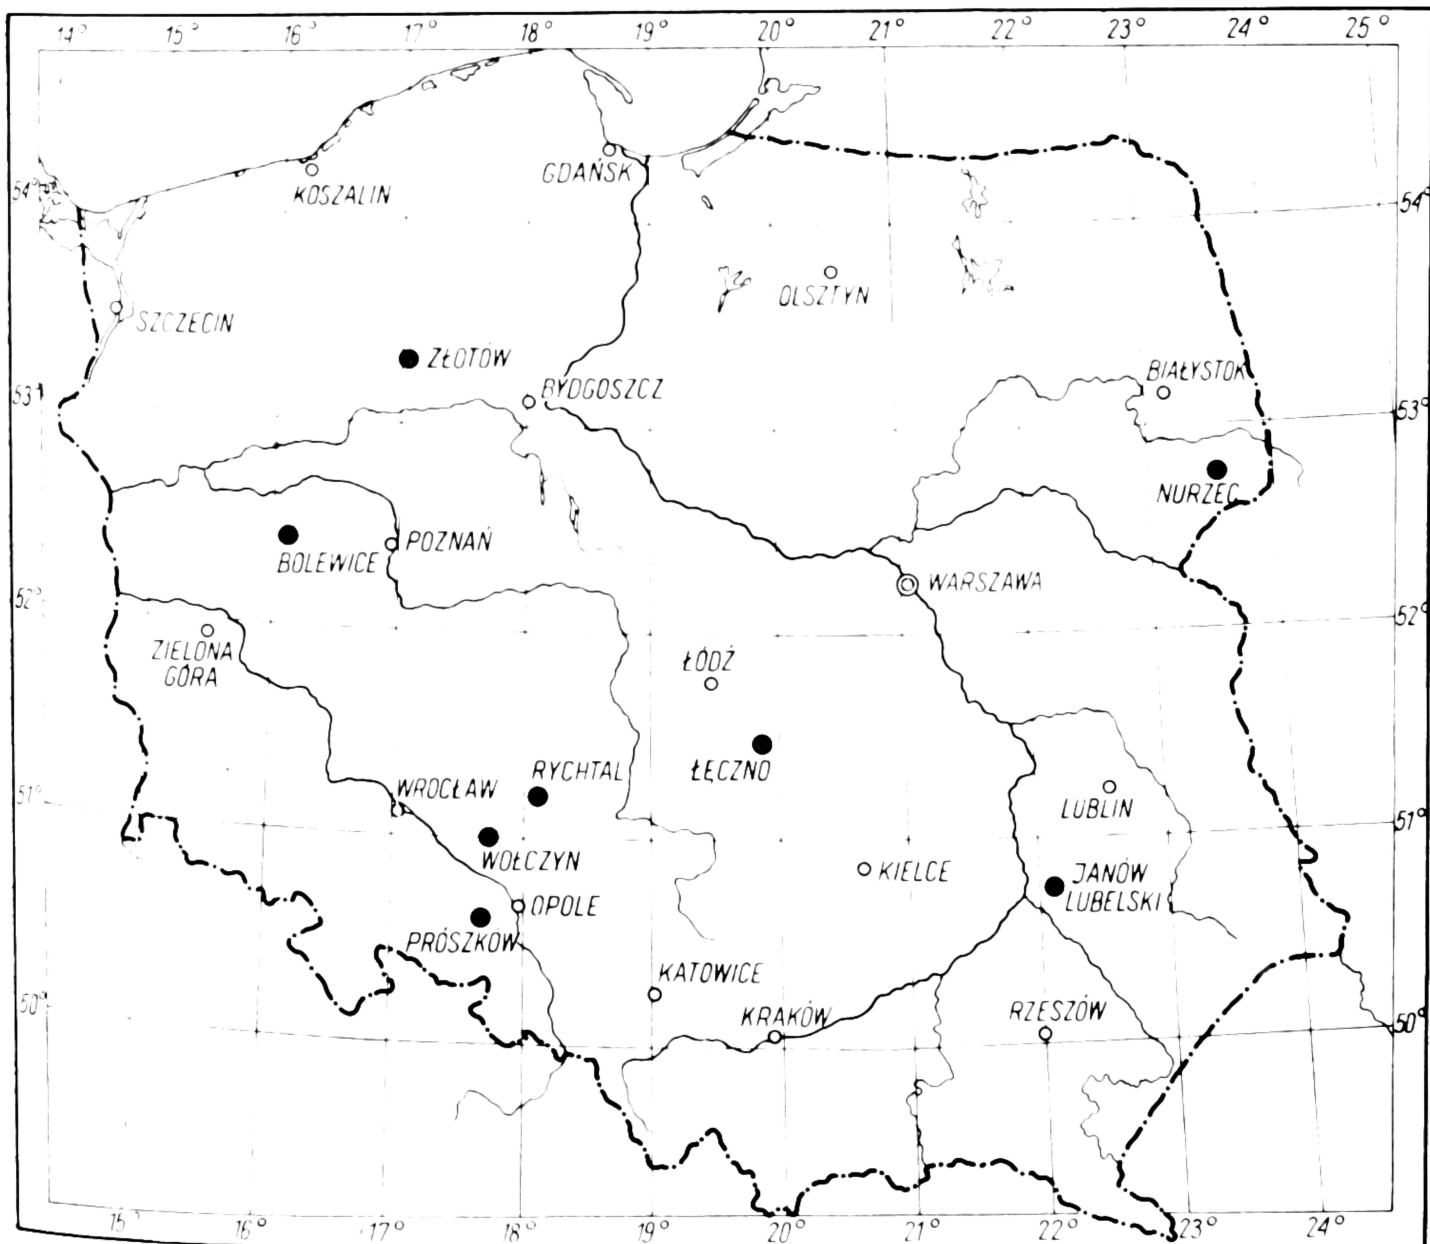 14° 15° 16° 17° 18° 19° 20° 21° 22° 23° 24° 25°
GDAŃSK
KOSZALIN
54° 54°
OLSZTYN
SZCZECIN
ZŁOTÓW
BIAŁYSTOK
BYDGOSZCZ
53° 53°
NURZEC
POZNAŃ
BOLEWICE
WARSZAWA
52° 52°
ZIELONA
GÓRA
ŁÓDŹ
RYCHTAL
ŁĘCZNO
WROCŁAW
51° 51°
LUBLIN
WOŁCZYN
KIELCE
JANÓW
LUBELSKI
OPOLE
PRÓSZKÓW
KATOWICE
50° 50°
KRAKÓW
RZESZÓW
15° 16° 17° 18° 19° 20° 21° 22° 23° 24°